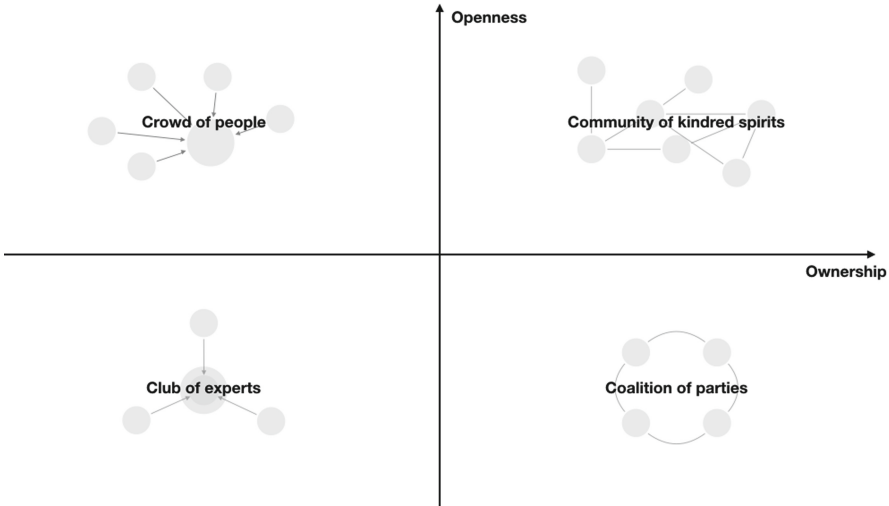 Openness
Crowd of people
Community of kindred spirits
Ownership
Club of experts
Coalition of parties